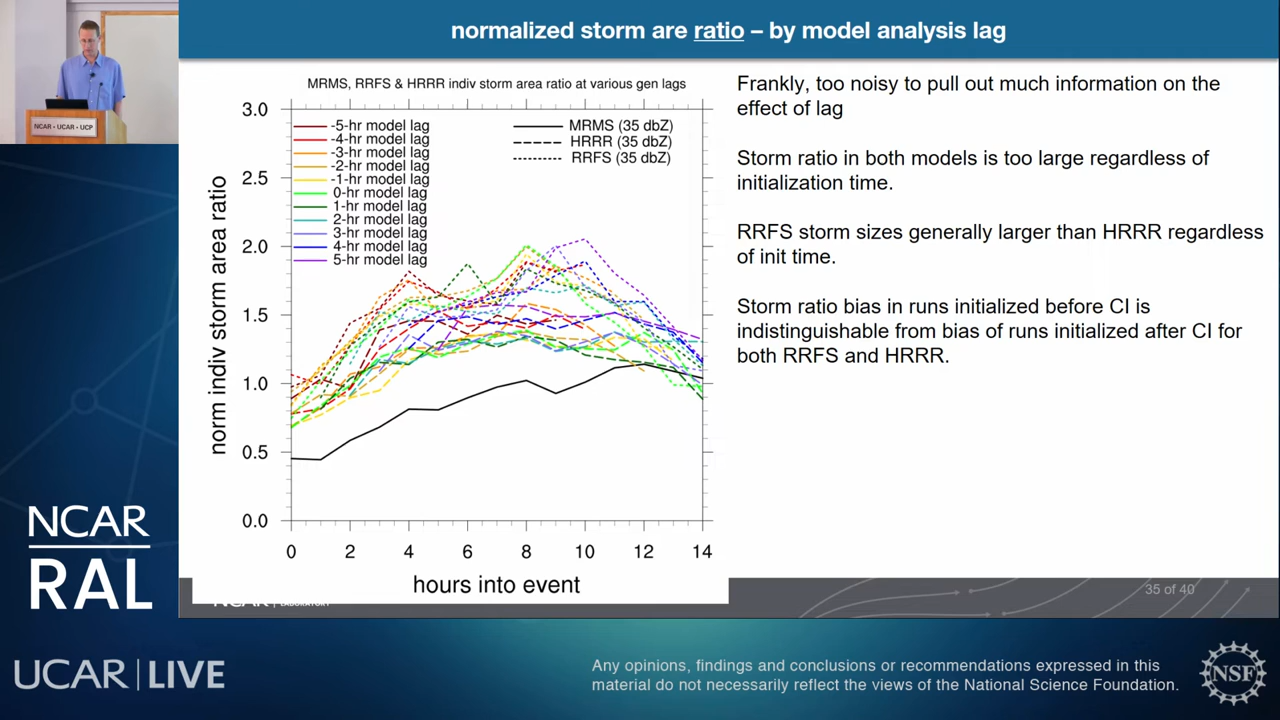 normalized storm are ratio – by model analysis lag
NCAR • UCAR • UCP
MRMS, RRFS & HRRR indiv storm area ratio at various gen lags
3.0
2.5
2.0
1.5
1.0
0.5
0.0
norm indiv storm area ratio
-5-hr model lag
-4-hr model lag
-3-hr model lag
-2-hr model lag
-1-hr model lag
0-hr model lag
1-hr model lag
2-hr model lag
3-hr model lag
4-hr model lag
5-hr model lag
MRMS (35 dbZ)
HRRR (35 dbZ)
RRFS (35 dbZ)
0 2 4 6 8 10 12 14
hours into event
Frankly, too noisy to pull out much information on the
effect of lag
Storm ratio in both models is too large regardless of
initialization time.
RRFS storm sizes generally larger than HRRR regardless
of init time.
Storm ratio bias in runs initialized before CI is
indistinguishable from bias of runs initialized after CI for
both RRFS and HRRR.
NCAR
LABORATORY
35 of 40
NCAR
RAL
UCAR LIVE
Any opinions, findings and conclusions or recommendations expressed in this
material do not necessarily reflect the views of the National Science Foundation.
NSF